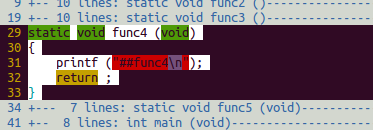 9 +-- 10 lines: static void func2 ()--------------
19 +-- 10 lines: static void func3 ()--------------
29 static void func4 (void)
30 {
31     printf ("##func4\n");
32     return ;
33 }
34 +---  7 lines: static void func5 (void)----------
41 +--  8 lines: int main (void)--------------------